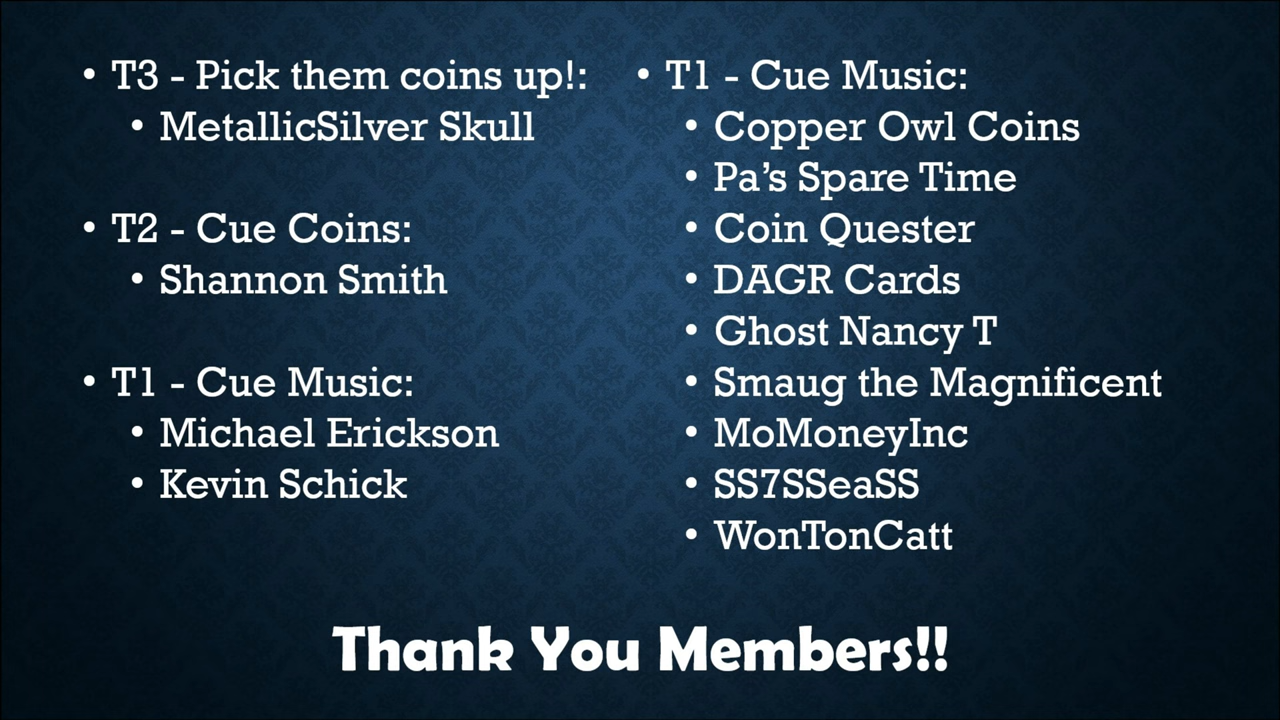 • T3 - Pick them coins up!:
• MetallicSilver Skull
• T2 - Cue Coins:
• Shannon Smith
• T1 - Cue Music:
• Michael Erickson
• Kevin Schick
• T1 - Cue Music:
• Copper Owl Coins
• Pa’s Spare Time
• Coin Quester
• DAGR Cards
• Ghost Nancy T
• Smaug the Magnificent
• MoMoneyInc
• SS7SSeaSS
• WonTonCatt
Thank You Members!!